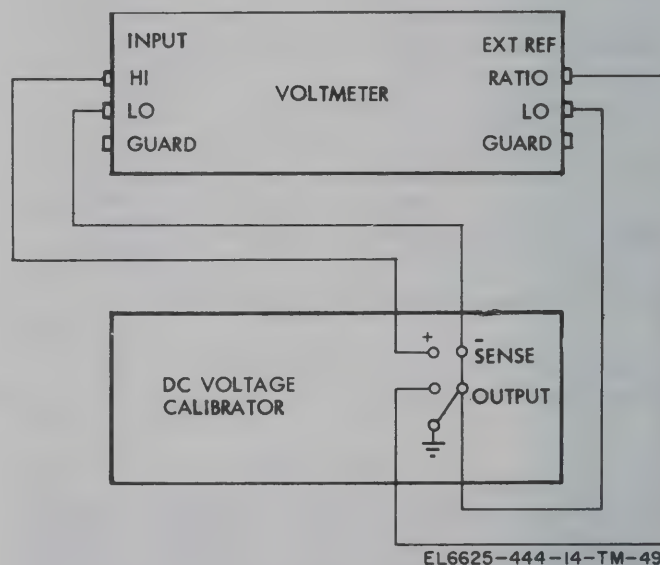 INPUT
HI
LO
GUARD
VOLTMETER
EXT REF
RATIO
LO
GUARD
+
-
SENSE
OUTPUT
DC VOLTAGE
CALIBRATOR
EL6625-444-14-TM-49